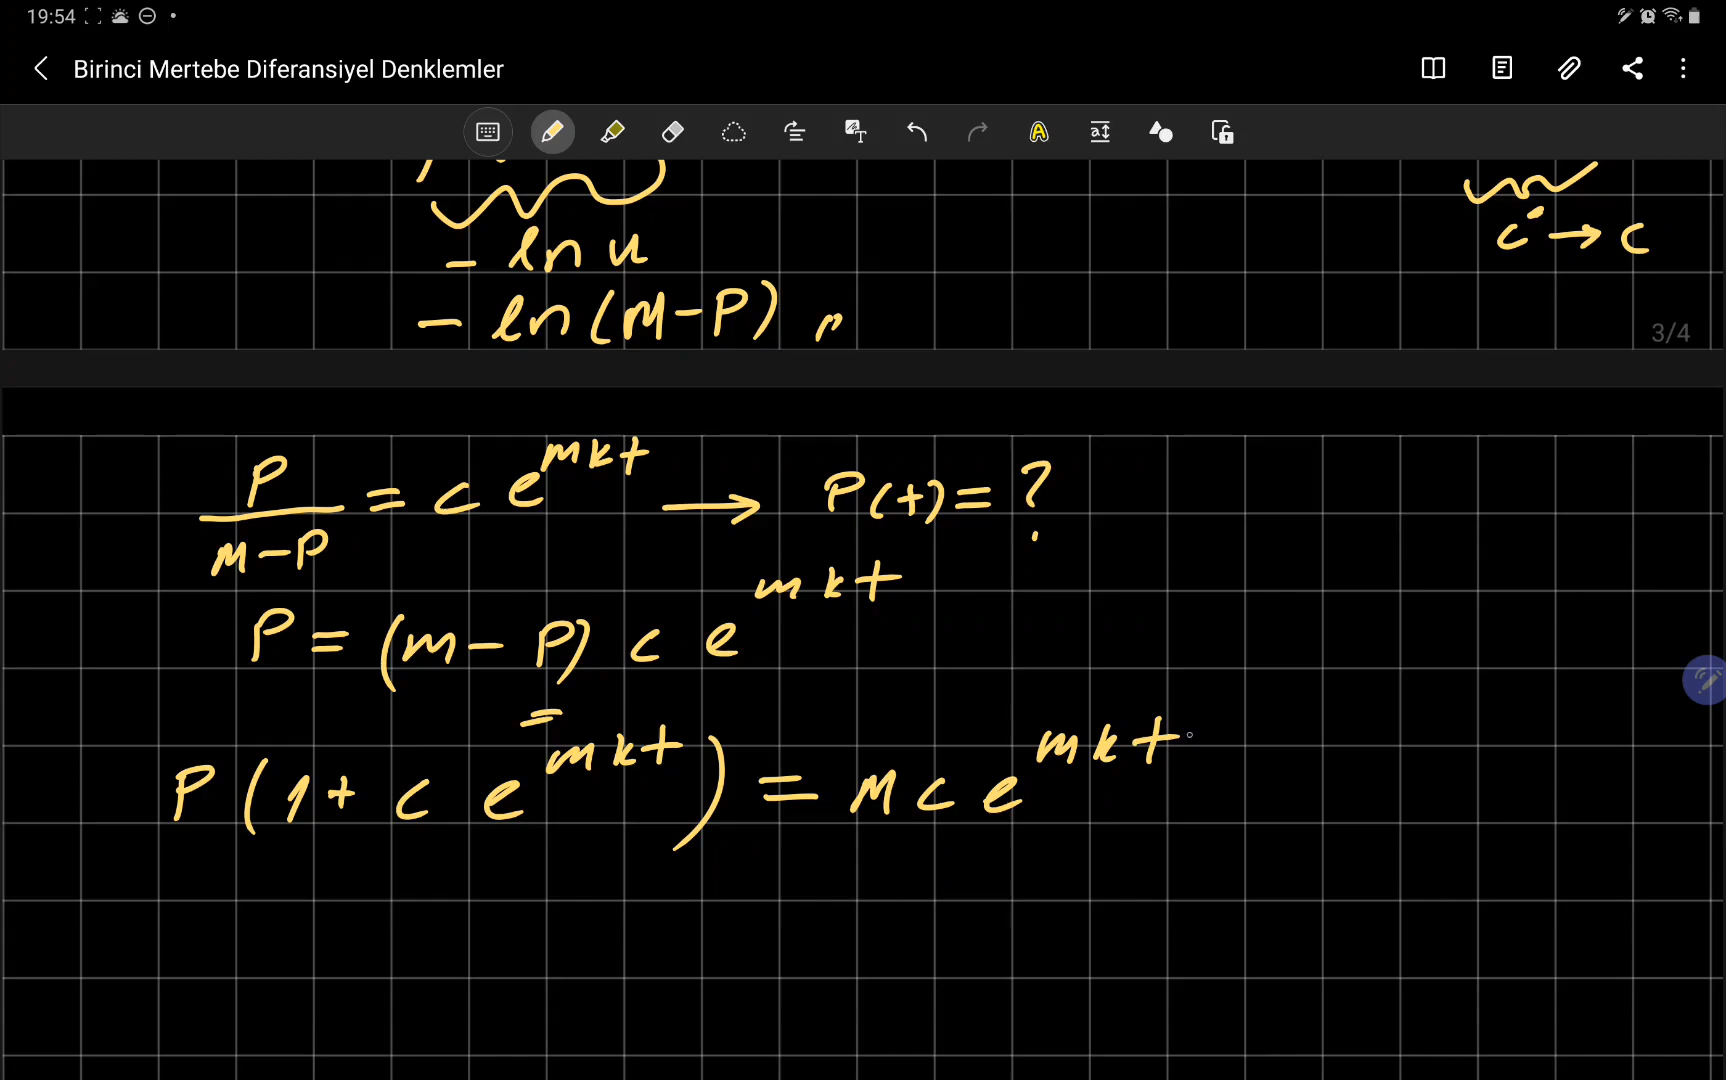 19:54
Birinci Mertebe Diferansiyel Denklemler
c → c
- ln u
- ln (M-P)
3/4
P/(M-P) = c e^mkt → P(t) = ?
P = (m - P) c e^mkt
P(1 + c e^mkt) = M c e^mkt